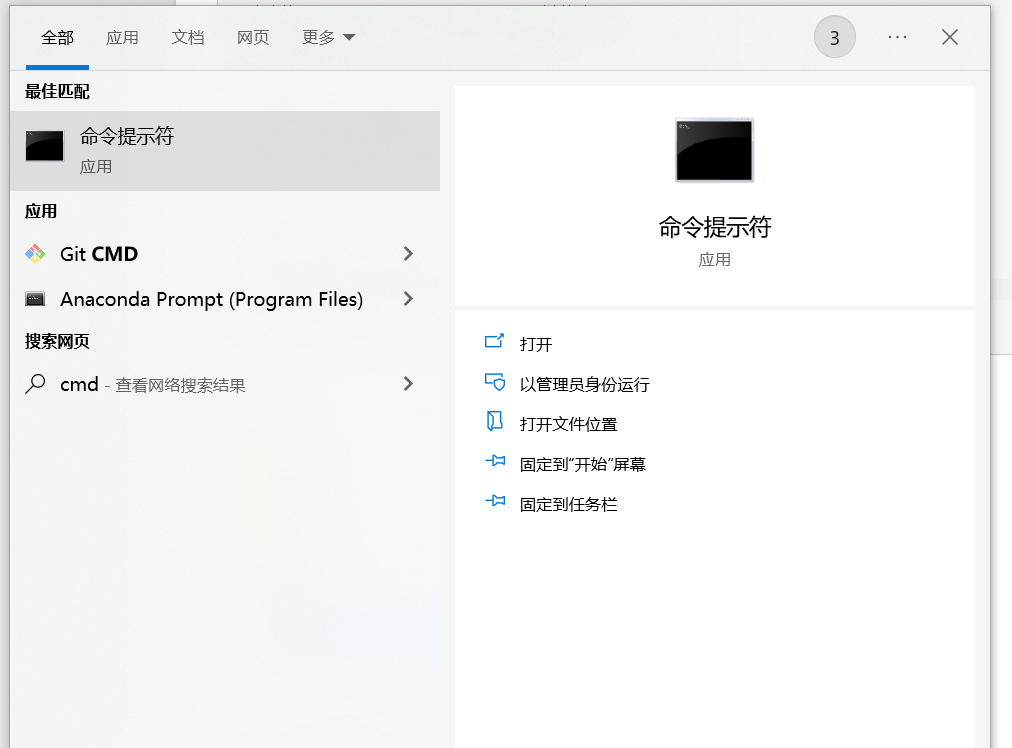 全部 应用 文档 网页 更多 3 ···
最佳匹配
命令提示符
应用
应用
Git CMD
Anaconda Prompt (Program Files)
搜索网页
cmd - 查看网络搜索结果
命令提示符
应用
打开
以管理员身份运行
打开文件位置
固定到“开始”屏幕
固定到任务栏